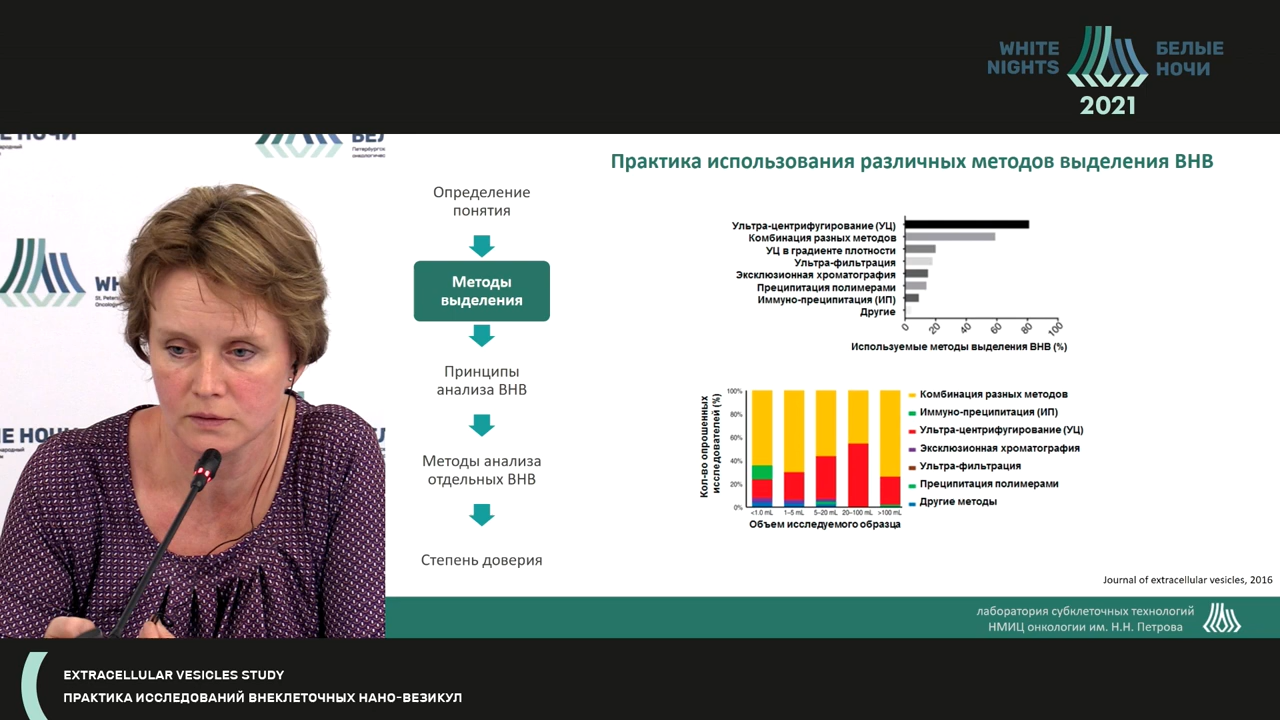 WHITE
NIGHTS
БЕЛЫЕ
НОЧИ
2021
Практика использования различных методов выделения ВНВ
Определение
понятия
Методы
выделения
Принципы
анализа ВНВ
Методы анализа
отдельных ВНВ
Степень доверия
Ультра-центрифугирование (УЦ)
Комбинация разных методов
УЦ в градиенте плотности
Ультра-фильтрация
Эксклюзионная хроматография
Преципитация полимерами
Иммуно-преципитация (ИП)
Другие
0 20 40 60 80 100
Используемые методы выделения ВНВ (%)
Кол-во опрошенных
исследователей (%)
100%
80%
60%
40%
20%
0%
<1.0 mL 1–5 mL 5–20 mL 20–100 mL >100 mL
Объем исследуемого образца
Комбинация разных методов
Иммуно-преципитация (ИП)
Ультра-центрифугирование (УЦ)
Эксклюзионная хроматография
Ультра-фильтрация
Преципитация полимерами
Другие методы
Journal of extracellular vesicles, 2016
лаборатория субклеточных технологий
НМИЦ онкологии им. Н.Н. Петрова
EXTRACELLULAR VESICLES STUDY
ПРАКТИКА ИССЛЕДОВАНИЙ ВНЕКЛЕТОЧНЫХ НАНО-ВЕЗИКУЛ